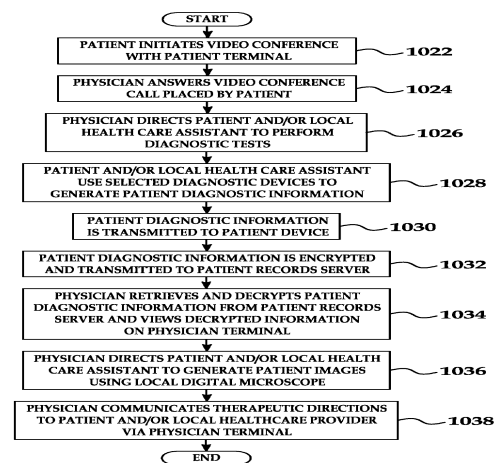 START
PATIENT INITIATES VIDEO CONFERENCE
WITH PATIENT TERMINAL
1022
PHYSICIAN ANSWERS VIDEO CONFERENCE
CALL PLACED BY PATIENT
1024
PHYSICIAN DIRECTS PATIENT AND/OR LOCAL
HEALTH CARE ASSISTANT TO PERFORM
DIAGNOSTIC TESTS
1026
PATIENT AND/OR LOCAL HEALTH CARE ASSISTANT
USE SELECTED DIAGNOSTIC DEVICES TO
GENERATE PATIENT DIAGNOSTIC INFORMATION
1028
PATIENT DIAGNOSTIC INFORMATION
IS TRANSMITTED TO PATIENT DEVICE
1030
PATIENT DIAGNOSTIC INFORMATION IS ENCRYPTED
AND TRANSMITTED TO PATIENT RECORDS SERVER
1032
PHYSICIAN RETRIEVES AND DECRYPTS PATIENT
DIAGNOSTIC INFORMATION FROM PATIENT RECORDS
SERVER AND VIEWS DECRYPTED INFORMATION
ON PHYSICIAN TERMINAL
1034
PHYSICIAN DIRECTS PATIENT AND/OR LOCAL HEALTH
CARE ASSISTANT TO GENERATE PATIENT IMAGES
USING LOCAL DIGITAL MICROSCOPE
1036
PHYSICIAN COMMUNICATES THERAPEUTIC DIRECTIONS
TO PATIENT AND/OR LOCAL HEALTHCARE PROVIDER
VIA PHYSICIAN TERMINAL
1038
END